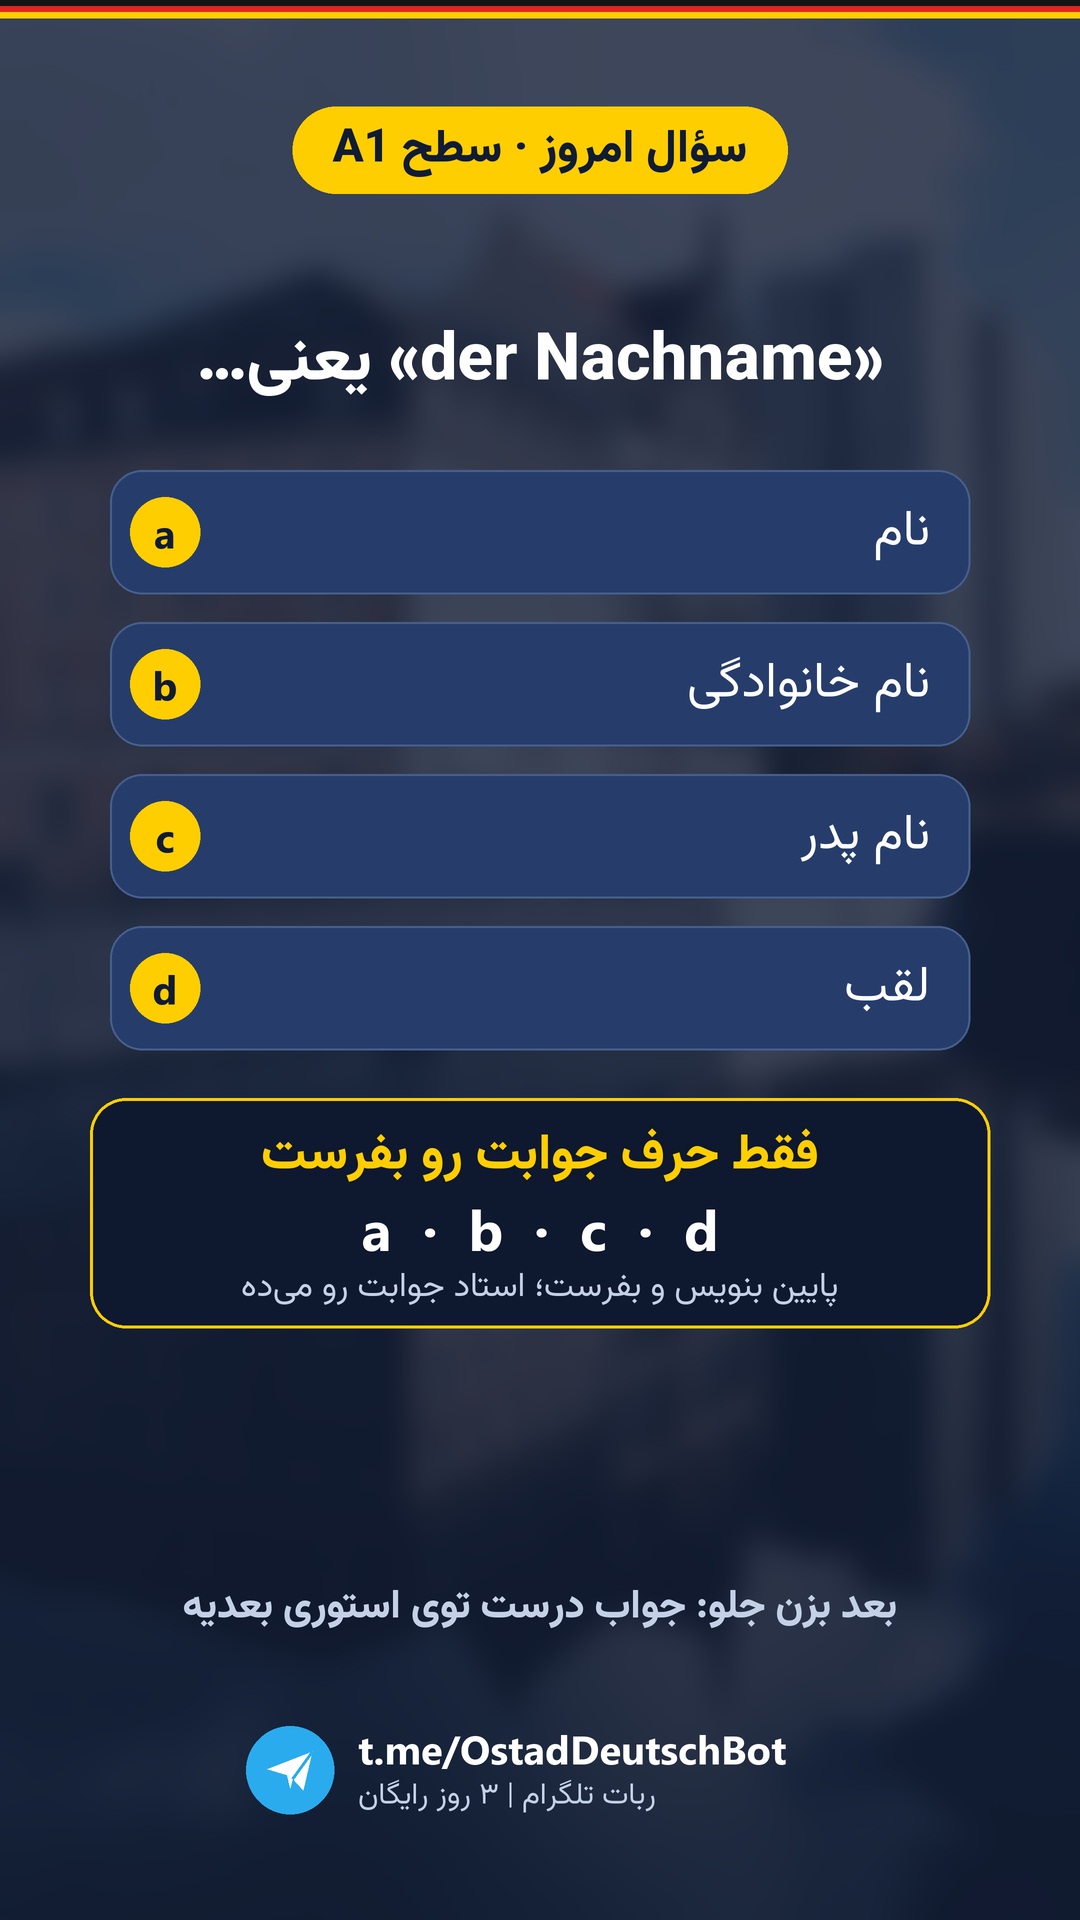 سؤال امروز · سطح A1
«der Nachname» یعنی...
a نام
b نام خانوادگی
c نام پدر
d لقب
فقط حرف جوابت رو بفرست
a · b · c · d
پایین بنویس و بفرست؛ استاد جوابت رو می‌ده
بعد بزن جلو: جواب درست توی استوری بعدیه
t.me/OstadDeutschBot
ربات تلگرام | ۳ روز رایگان